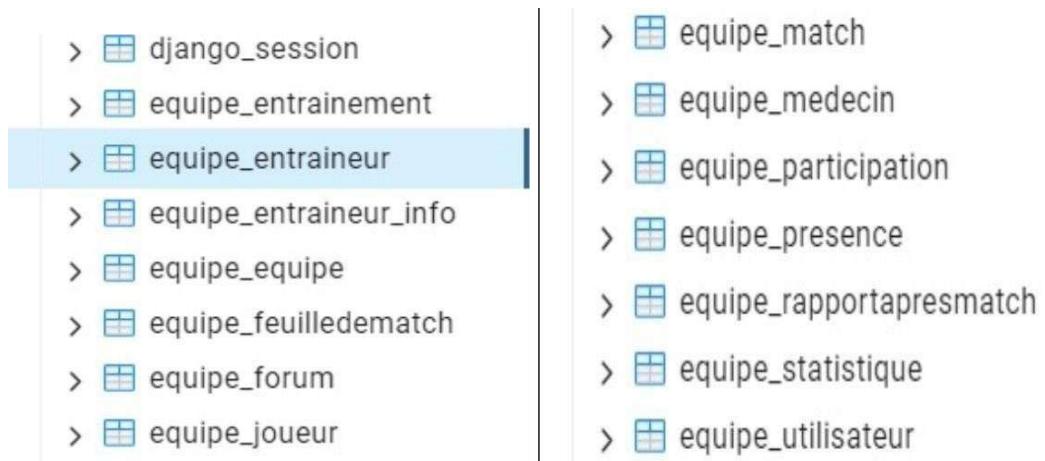 django_session
equipe_entrainement
equipe_entraineur
equipe_entraineur_info
equipe_equipe
equipe_feuilledematch
equipe_forum
equipe_joueur
equipe_match
equipe_medecin
equipe_participation
equipe_presence
equipe_rapportapresmatch
equipe_statistique
equipe_utilisateur